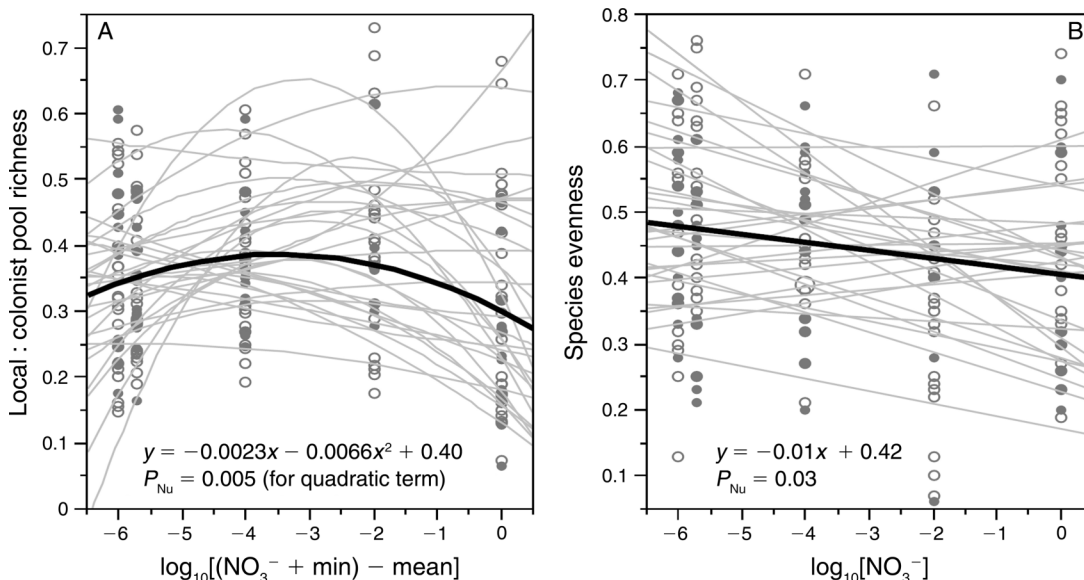 A
Local : colonist pool richness
0.7
0.6
0.5
0.4
0.3
0.2
0.1
0
y = −0.0023x − 0.0066x² + 0.40
P_Nu = 0.005 (for quadratic term)
−6 −5 −4 −3 −2 −1 0
log₁₀[(NO₃⁻ + min) − mean]
B
Species evenness
0.8
0.7
0.6
0.5
0.4
0.3
0.2
0.1
y = −0.01x + 0.42
P_Nu = 0.03
−6 −5 −4 −3 −2 −1 0
log₁₀[NO₃⁻]